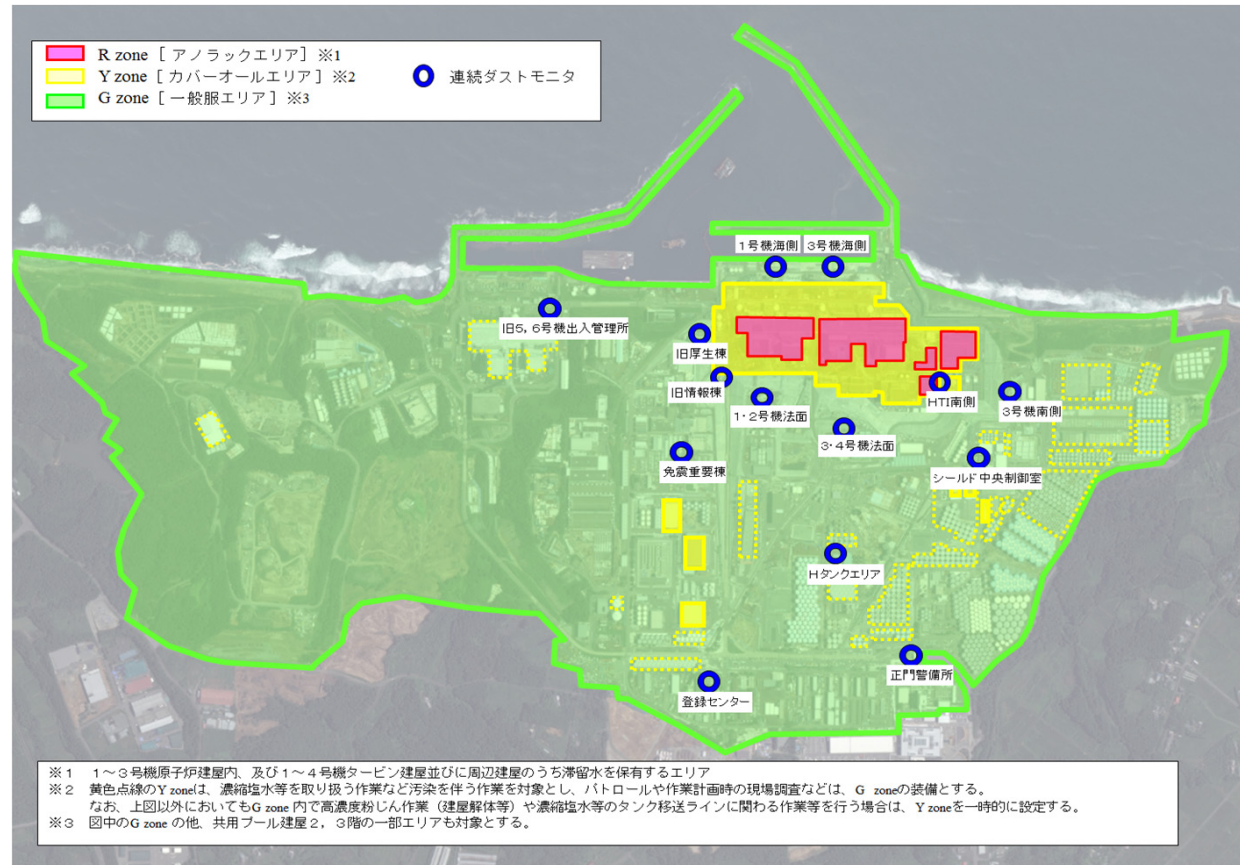 R zone [ アノラックエリア] ※1
Y zone [ カバーオールエリア] ※2
G zone [ 一般服エリア] ※3
連続ダストモニタ
1号機海側
3号機海側
旧5，6号機出入管理所
旧厚生棟
旧情報棟
1・2号機法面
HTI南側
3号機南側
3・4号機法面
免震重要棟
シールド中央制御室
Hタンクエリア
正門警備所
登録センター
※１　１～３号機原子炉建屋内、及び１～４号機タービン建屋並びに周辺建屋のうち滞留水を保有するエリア
※２　黄色点線のY zoneは、濃縮塩水等を取り扱う作業など汚染を伴う作業を対象とし、パトロールや作業計画時の現場調査などは、G zoneの装備とする。
なお、上図以外においてもG zone 内で高濃度粉じん作業（建屋解体等）や濃縮塩水等のタンク移送ラインに関わる作業等を行う場合は、Y zoneを一時的に設定する。
※３　図中のG zone の他、共用プール建屋２，３階の一部エリアも対象とする。